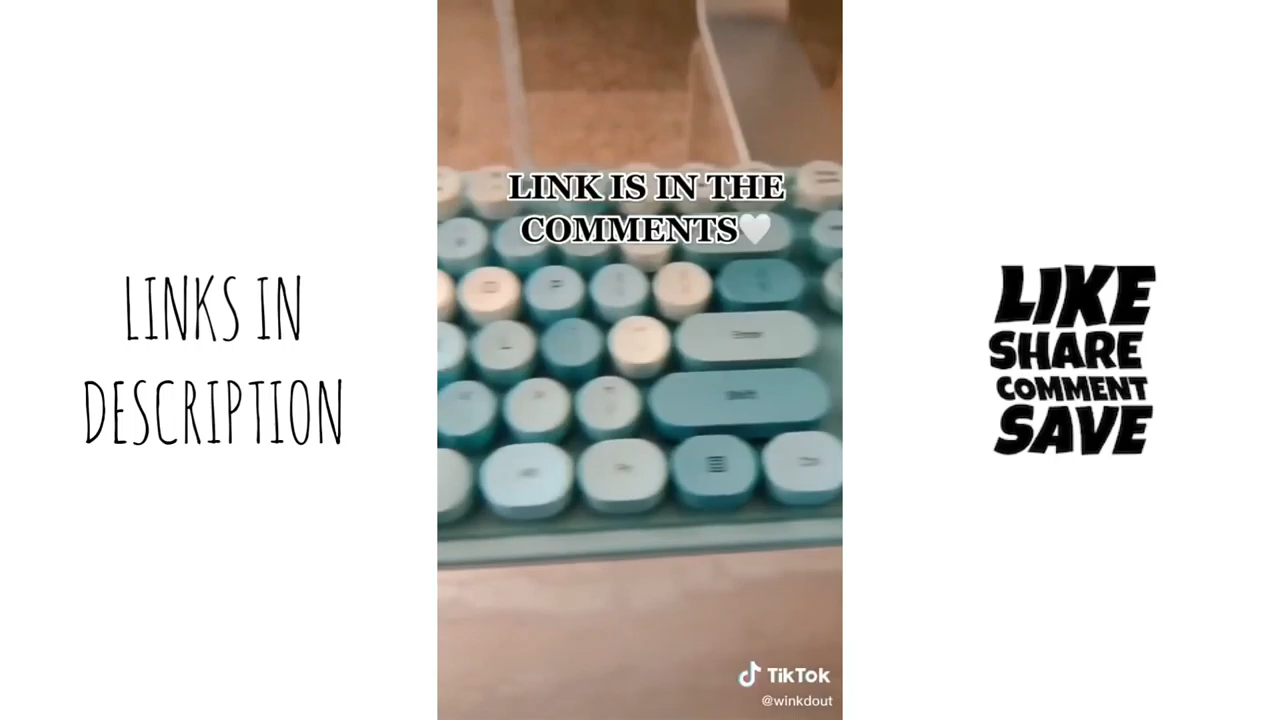 LINKS IN
DESCRIPTION
LINK IS IN THE
COMMENTS🤍
LIKE
SHARE
COMMENT
SAVE
TikTok
@winkdout